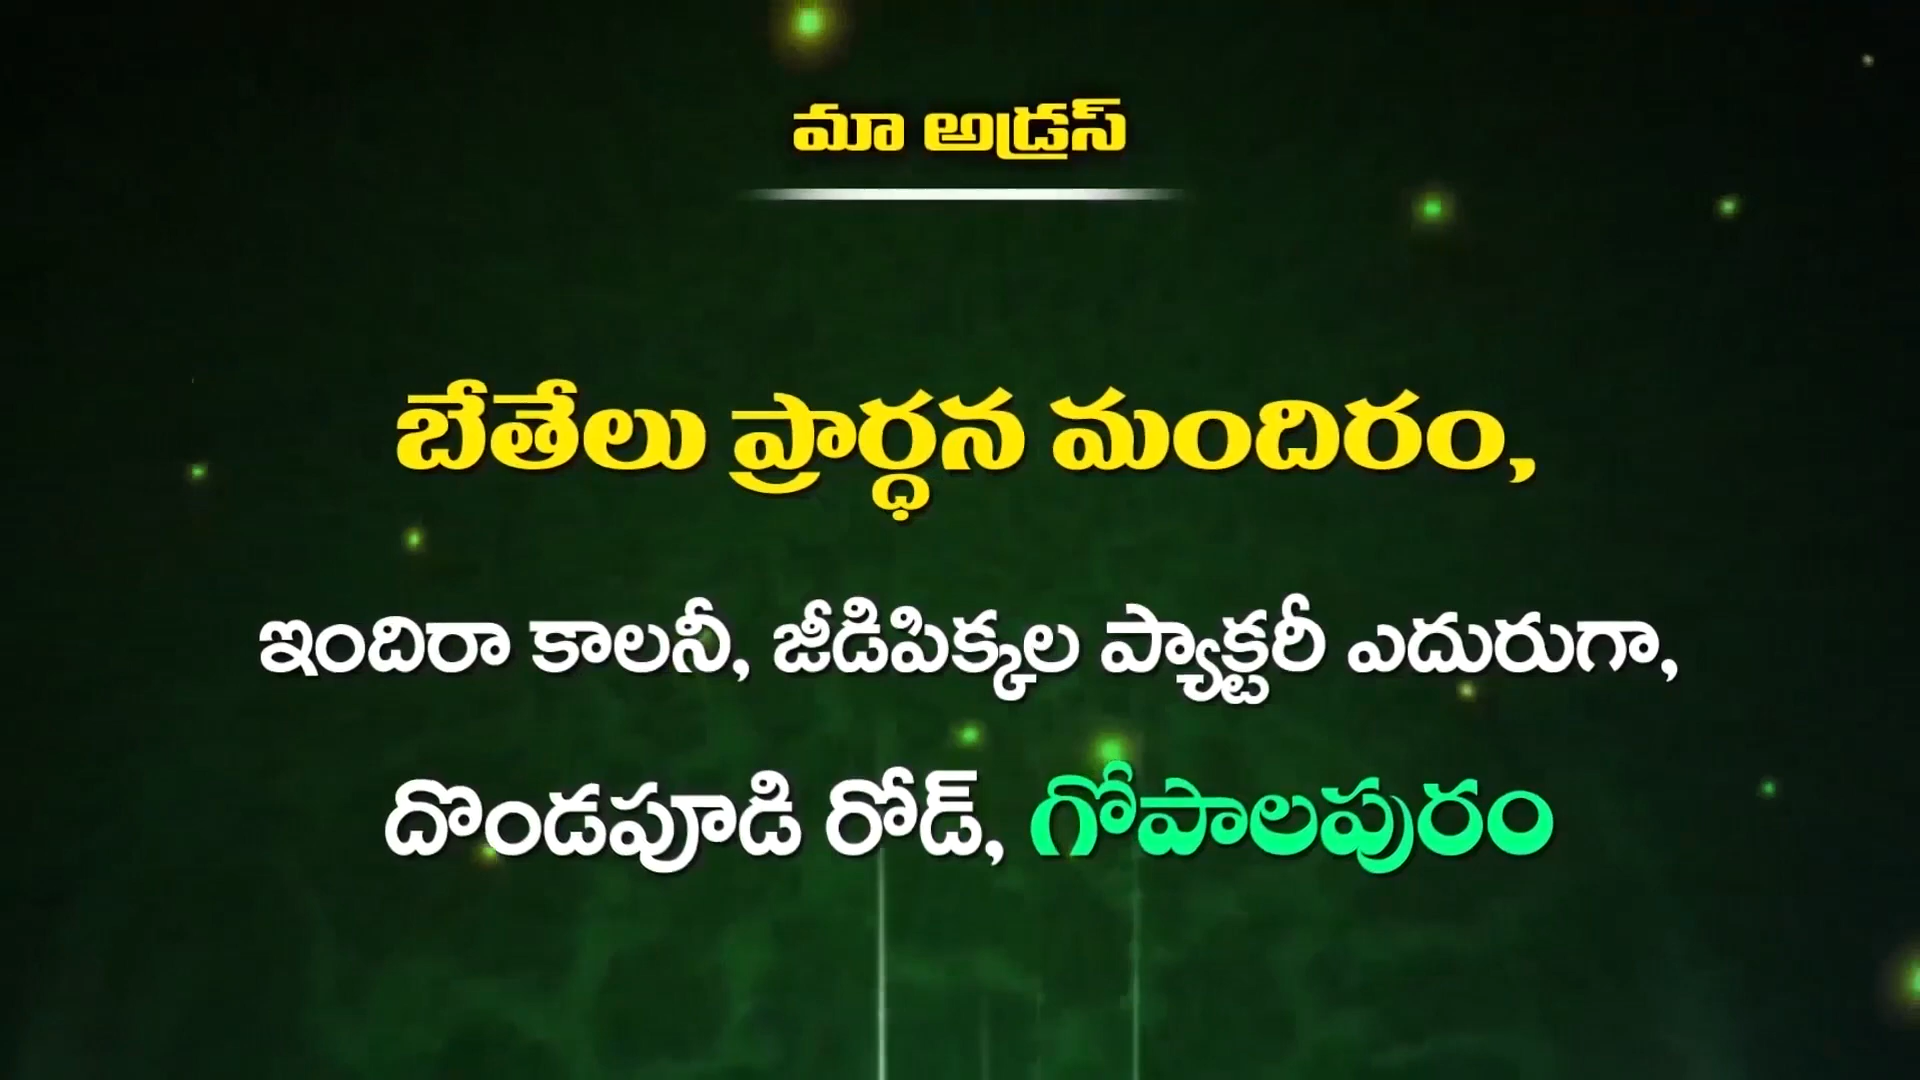 మా అడ్రస్
బేతేలు ప్రార్ధన మందిరం,
ఇందిరా కాలనీ, జీడిపిక్కల ప్యాక్టరీ ఎదురుగా,
దొండపూడి రోడ్, గోపాలపురం